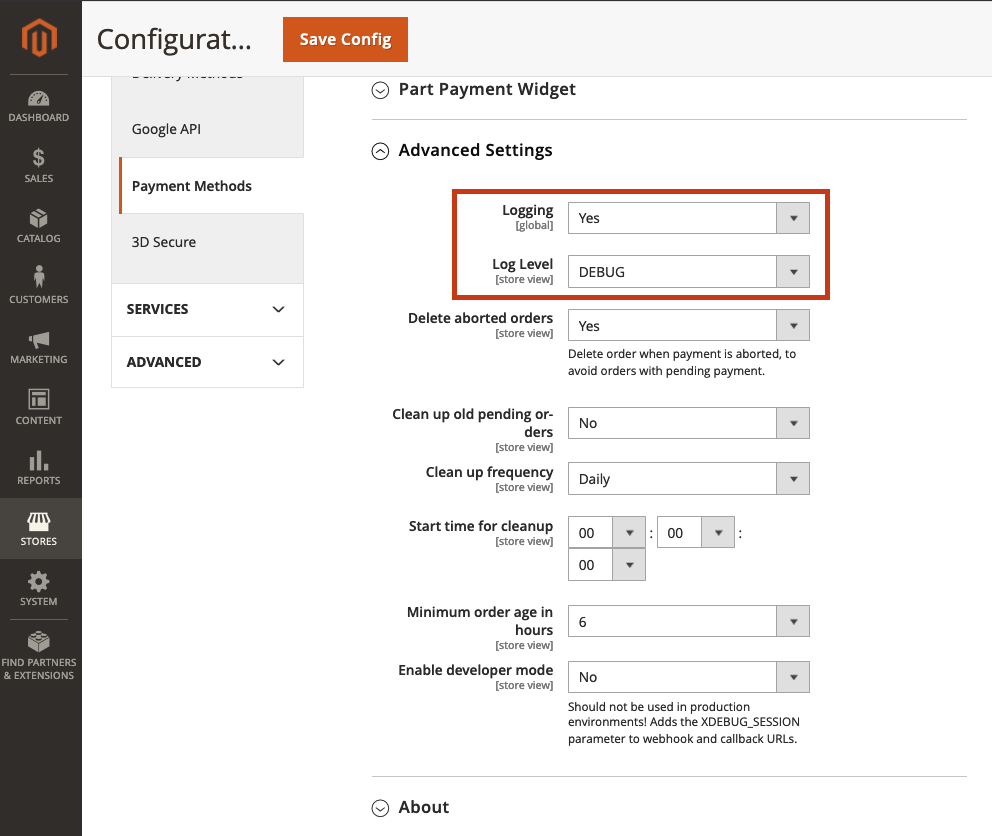 Configurat...
Save Config
DASHBOARD
SALES
CATALOG
CUSTOMERS
MARKETING
CONTENT
REPORTS
STORES
SYSTEM
FIND PARTNERS
& EXTENSIONS
Delivery Methods
Google API
Payment Methods
3D Secure
SERVICES
ADVANCED
Part Payment Widget
Advanced Settings
Logging
[global]
Yes
Log Level
[store view]
DEBUG
Delete aborted orders
[store view]
Yes
Delete order when payment is aborted, to
avoid orders with pending payment.
Clean up old pending or-
ders
[store view]
No
Clean up frequency
[store view]
Daily
Start time for cleanup
[store view]
00 : 00 :
00
Minimum order age in
hours
[store view]
6
Enable developer mode
[store view]
No
Should not be used in production
environments! Adds the XDEBUG_SESSION
parameter to webhook and callback URLs.
About